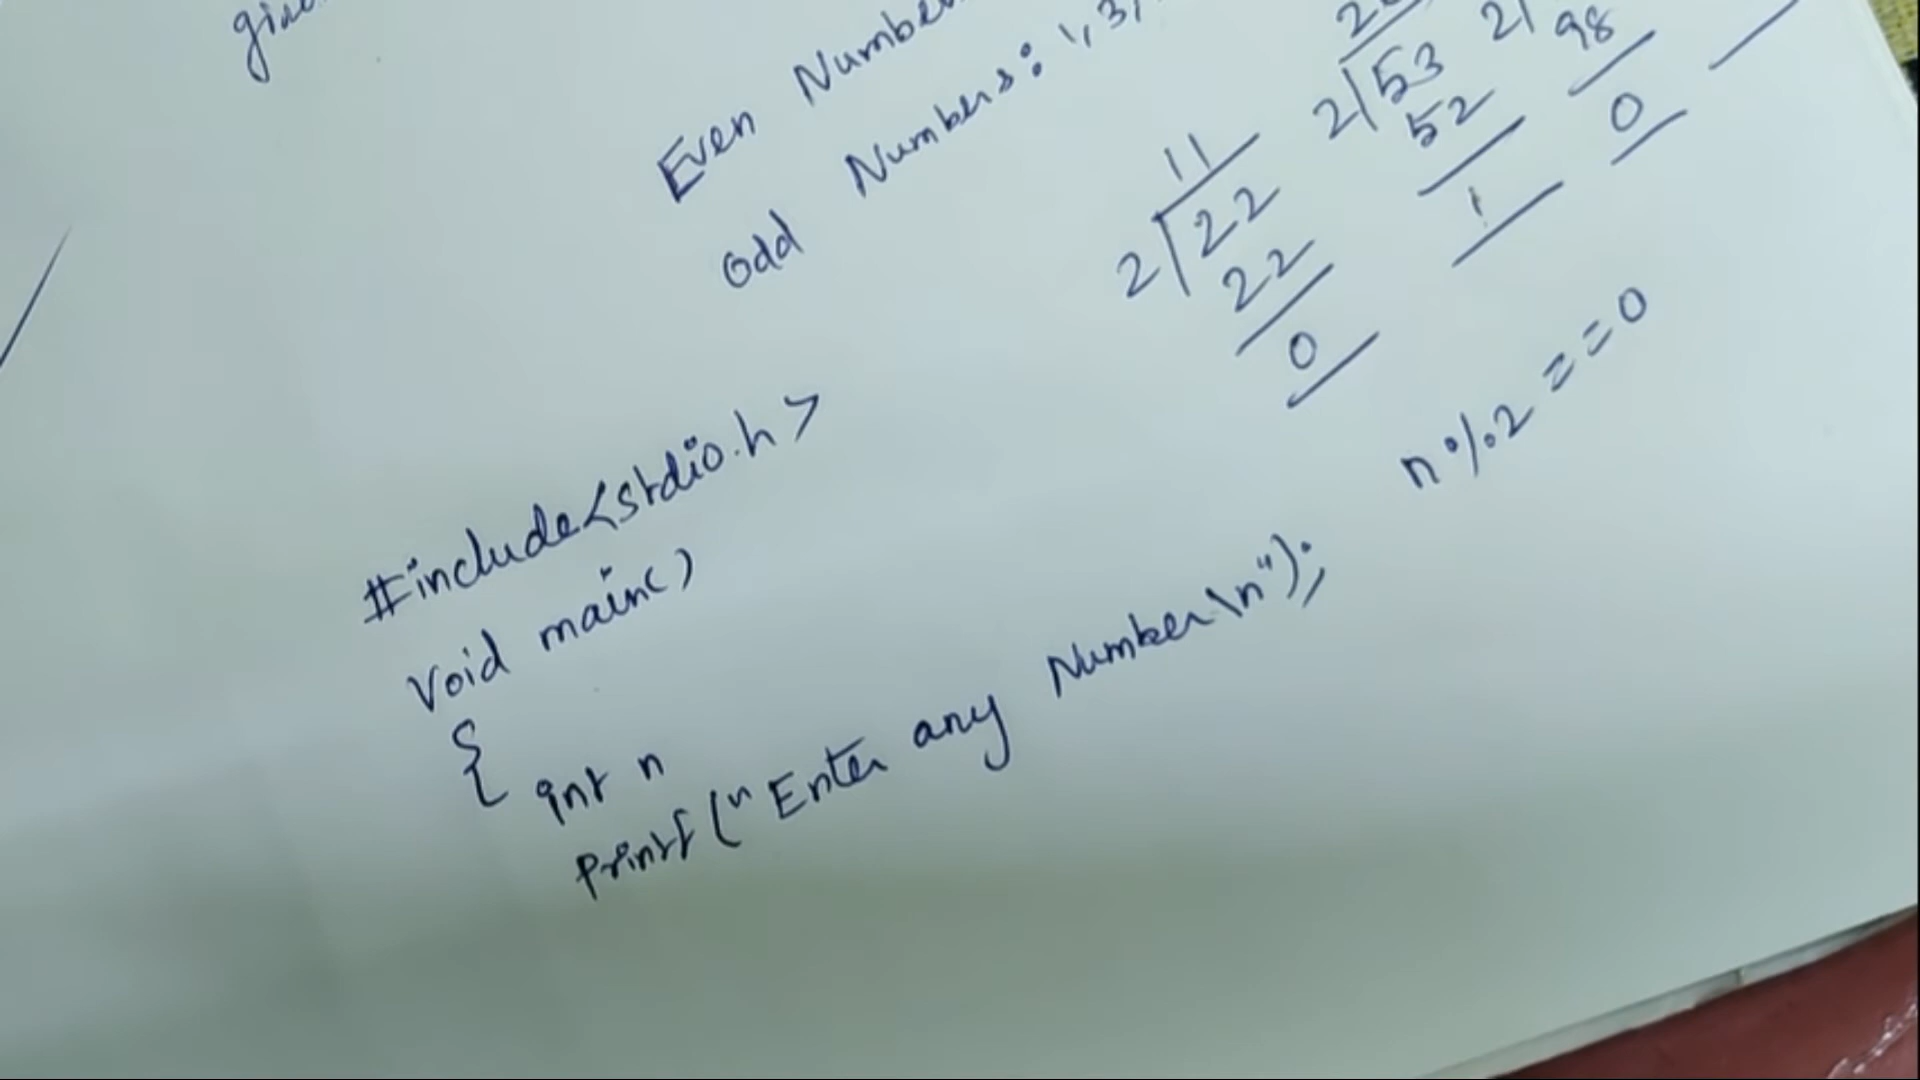 Even Number
Odd Numbers: 1, 3,
11
2 22
22
0
2 53
52
1
98
0
n%2==0
#include<stdio.h>
void main()
{
int n
printf("Enter any Number\n");